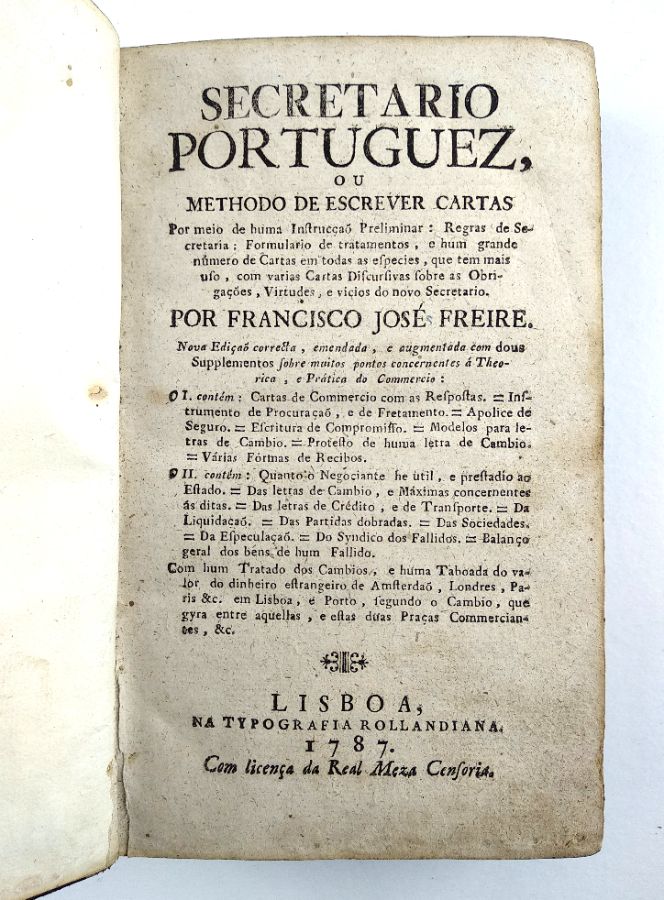 SECRETARIO
PORTUGUEZ,
OU
METHODO DE ESCREVER CARTAS
Por meio de huma Inſtrucçaõ Preliminar : Regras de Se-
cretaria ; Formulario de tratamentos , e hum grande
número de Cartas em todas as eſpecies , que tem mais
uſo , com varias Cartas Diſcurſivas ſobre as Obri-
gações , Virtudes , e vicios do novo Secretario.
POR FRANCISCO JOSÉ FREIRE.
Nova Ediçaõ correcta , emendada , e augmentada com dous
Supplementos ſobre muitos pontos concernentes á Theo-
rica , e Prática do Commercio :
O I. contém : Cartas de Commercio com as Reſpoſtas. = Inſ-
trumento de Procuraçaõ , e de Fretamento. = Apolice de
Seguro. = Eſcritura de Compromiſſo. = Modelos para le-
tras de Cambio. = Proteſto de huma letra de Cambio.
= Várias Fórmas de Recibos.
O II. contém : Quanto o Negociante he util , e preſtadio ao
Eſtado. = Das letras de Cambio , e Máximas concernentes
ás ditas. = Das letras de Crédito , e de Tranſporte. = Da
Liquidaçaõ. = Das Partidas dobradas. = Das Sociedades.
= Da Eſpeculaçaõ. = Do Syndico dos Fallidos. = Balanço
geral dos bens de hum Fallido.
Com hum Tratado dos Cambios , e huma Taboada do va-
lor do dinheiro eſtrangeiro de Amſterdaõ , Londres , Pa-
ris &c. em Lisboa , e Porto , ſegundo o Cambio , que
gyra entre aquellas , e eſtas duas Praças Commercian-
tes , &c.
LISBOA,
NA TYPOGRAFIA ROLLANDIANA.
1787.
Com licença da Real Meza Cenſoria.